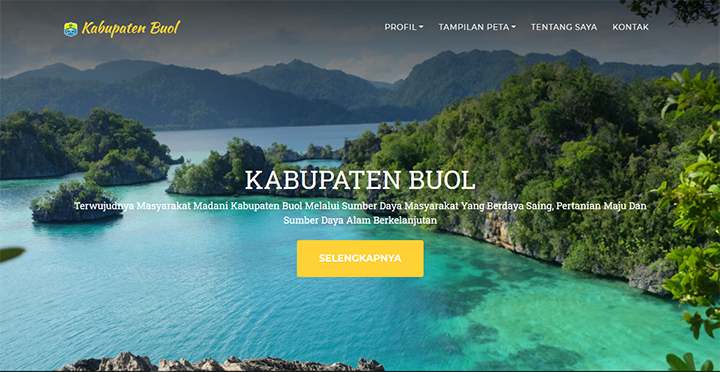 Kabupaten Buol
PROFIL
TAMPILAN PETA
TENTANG SAYA
KONTAK
KABUPATEN BUOL
Terwujudnya Masyarakat Madani Kabupaten Buol Melalui Sumber Daya Masyarakat Yang Berdaya Saing, Pertanian Maju Dan
Sumber Daya Alam Berkelanjutan
SELENGKAPNYA